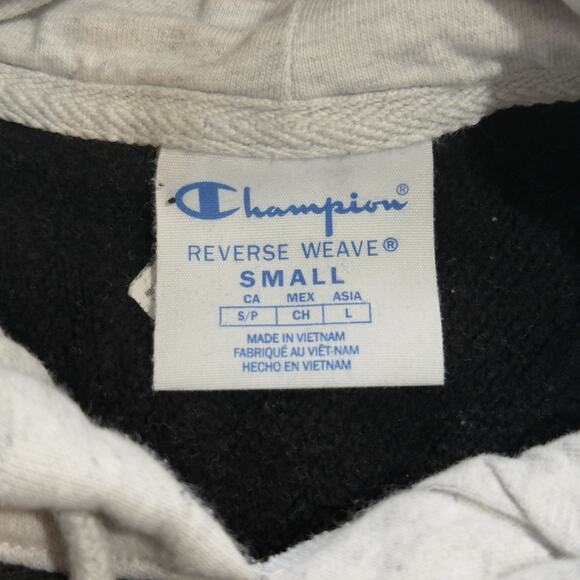 Champion®
REVERSE WEAVE®
SMALL
CA MEX ASIA
S/P CH L
MADE IN VIETNAM
FABRIQUÉ AU VIÊT-NAM
HECHO EN VIETNAM